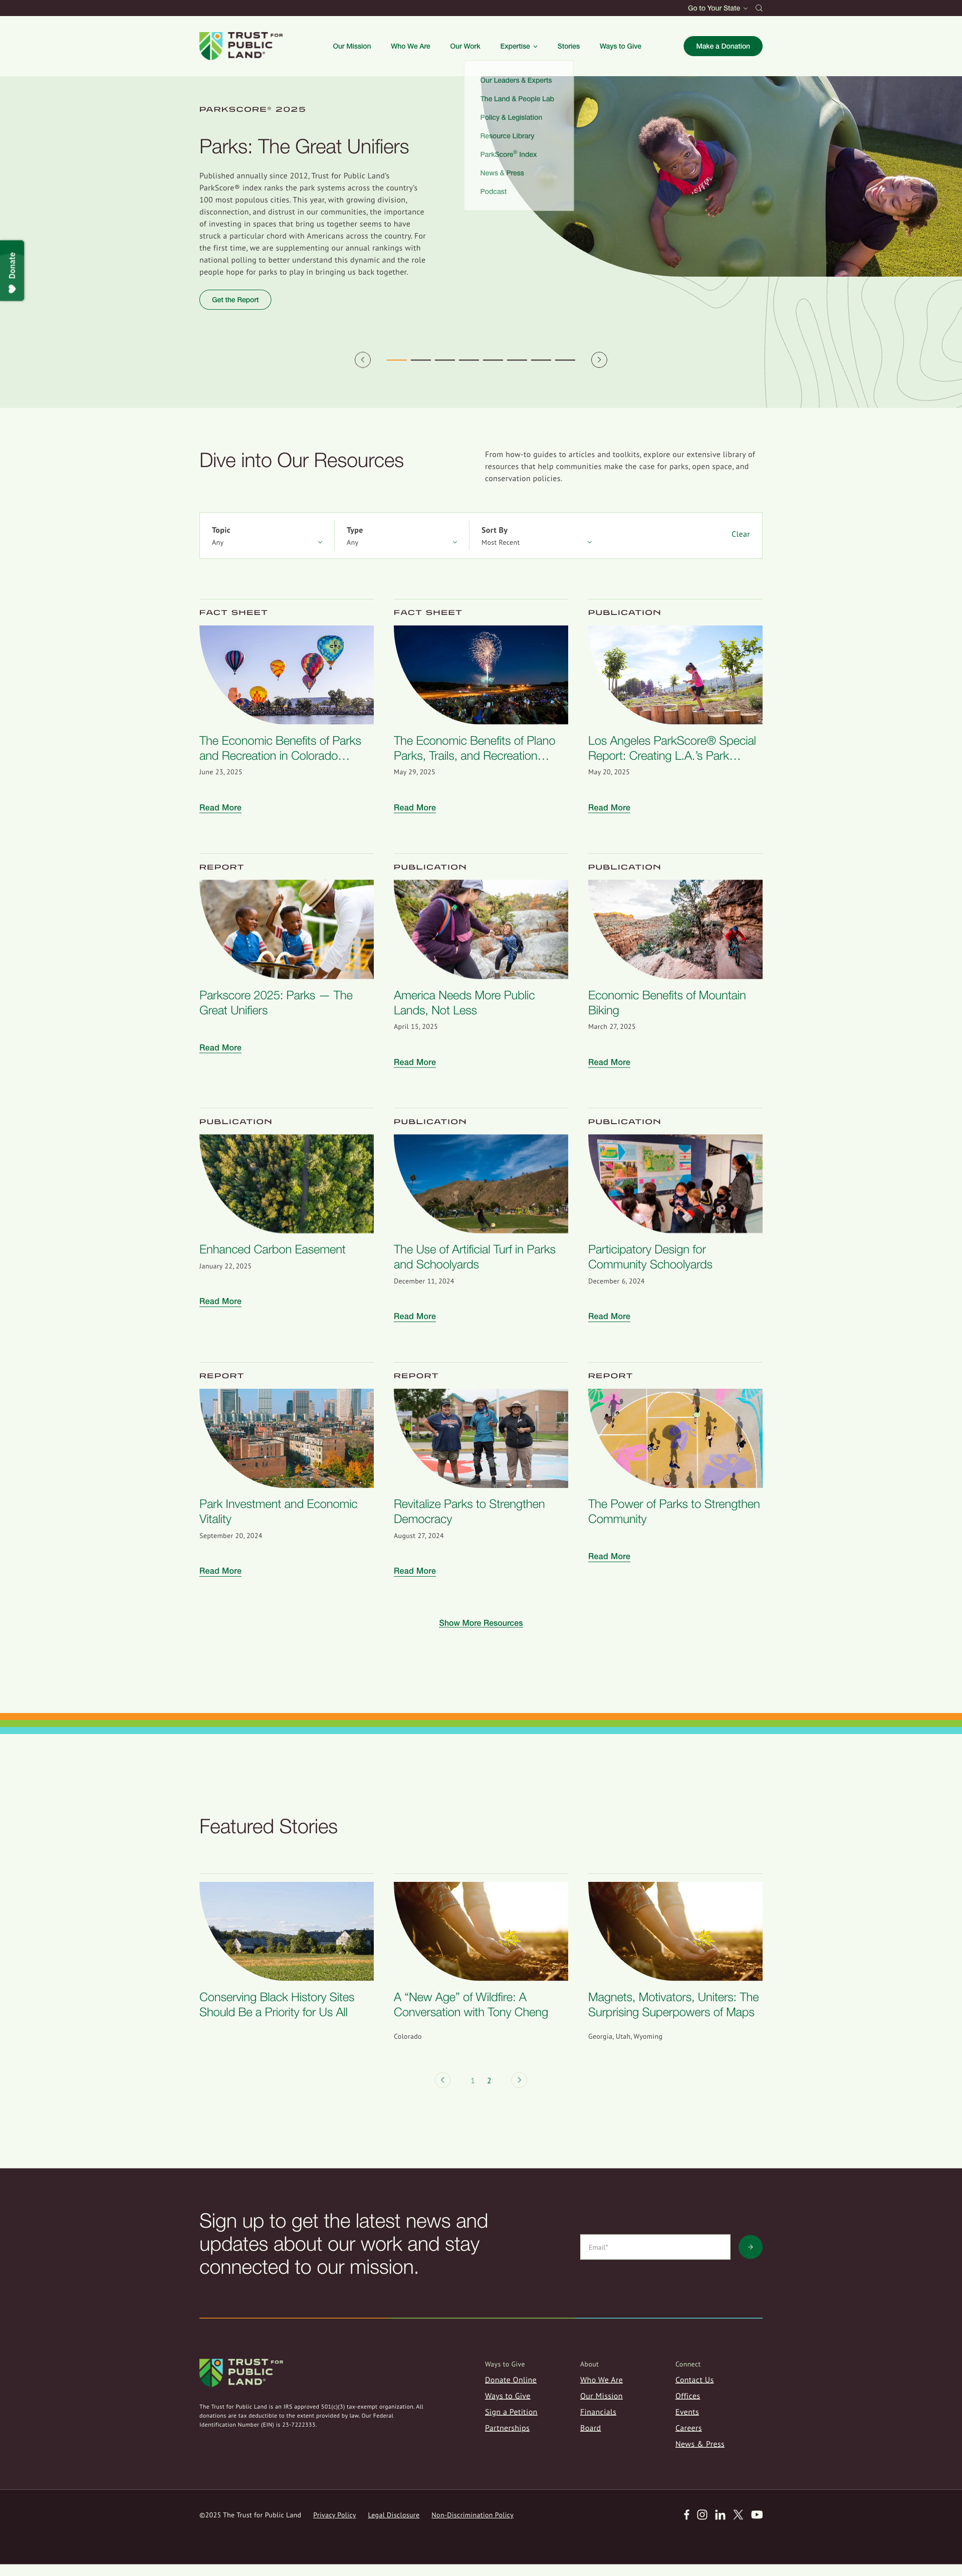 Go to Your State
TRUST FOR
PUBLIC
LAND®
Our Mission
Who We Are
Our Work
Expertise
Stories
Ways to Give
Make a Donation
Our Leaders & Experts
The Land & People Lab
Policy & Legislation
Resource Library
ParkScore® Index
News & Press
Podcast
PARKSCORE® 2025
Parks: The Great Unifiers
Published annually since 2012, Trust for Public Land’s
ParkScore® index ranks the park systems across the country’s
100 most populous cities. This year, with growing division,
disconnection, and distrust in our communities, the importance
of investing in spaces that bring us together seems to have
struck a particular chord with Americans across the country. For
the first time, we are supplementing our annual rankings with
national polling to better understand this dynamic and the role
people hope for parks to play in bringing us back together.
Get the Report
Donate
Dive into Our Resources
From how-to guides to articles and toolkits, explore our extensive library of
resources that help communities make the case for parks, open space, and
conservation policies.
Topic
Any
Type
Any
Sort By
Most Recent
Clear
FACT SHEET
The Economic Benefits of Parks
and Recreation in Colorado…
June 23, 2025
Read More
FACT SHEET
The Economic Benefits of Plano
Parks, Trails, and Recreation…
May 29, 2025
Read More
PUBLICATION
Los Angeles ParkScore® Special
Report: Creating L.A.’s Park…
May 20, 2025
Read More
REPORT
Parkscore 2025: Parks — The
Great Unifiers
Read More
PUBLICATION
America Needs More Public
Lands, Not Less
April 15, 2025
Read More
PUBLICATION
Economic Benefits of Mountain
Biking
March 27, 2025
Read More
PUBLICATION
Enhanced Carbon Easement
January 22, 2025
Read More
PUBLICATION
The Use of Artificial Turf in Parks
and Schoolyards
December 11, 2024
Read More
PUBLICATION
Participatory Design for
Community Schoolyards
December 6, 2024
Read More
REPORT
Park Investment and Economic
Vitality
September 20, 2024
Read More
REPORT
Revitalize Parks to Strengthen
Democracy
August 27, 2024
Read More
REPORT
The Power of Parks to Strengthen
Community
Read More
Show More Resources
Featured Stories
Conserving Black History Sites
Should Be a Priority for Us All
A “New Age” of Wildfire: A
Conversation with Tony Cheng
Colorado
Magnets, Motivators, Uniters: The
Surprising Superpowers of Maps
Georgia, Utah, Wyoming
1
2
Sign up to get the latest news and
updates about our work and stay
connected to our mission.
Email*
TRUST FOR
PUBLIC
LAND®
The Trust for Public Land is an IRS approved 501(c)(3) tax-exempt organization. All
donations are tax deductible to the extent provided by law. Our Federal
Identification Number (EIN) is 23-7222333.
Ways to Give
Donate Online
Ways to Give
Sign a Petition
Partnerships
About
Who We Are
Our Mission
Financials
Board
Connect
Contact Us
Offices
Events
Careers
News & Press
©2025 The Trust for Public Land
Privacy Policy
Legal Disclosure
Non-Discrimination Policy